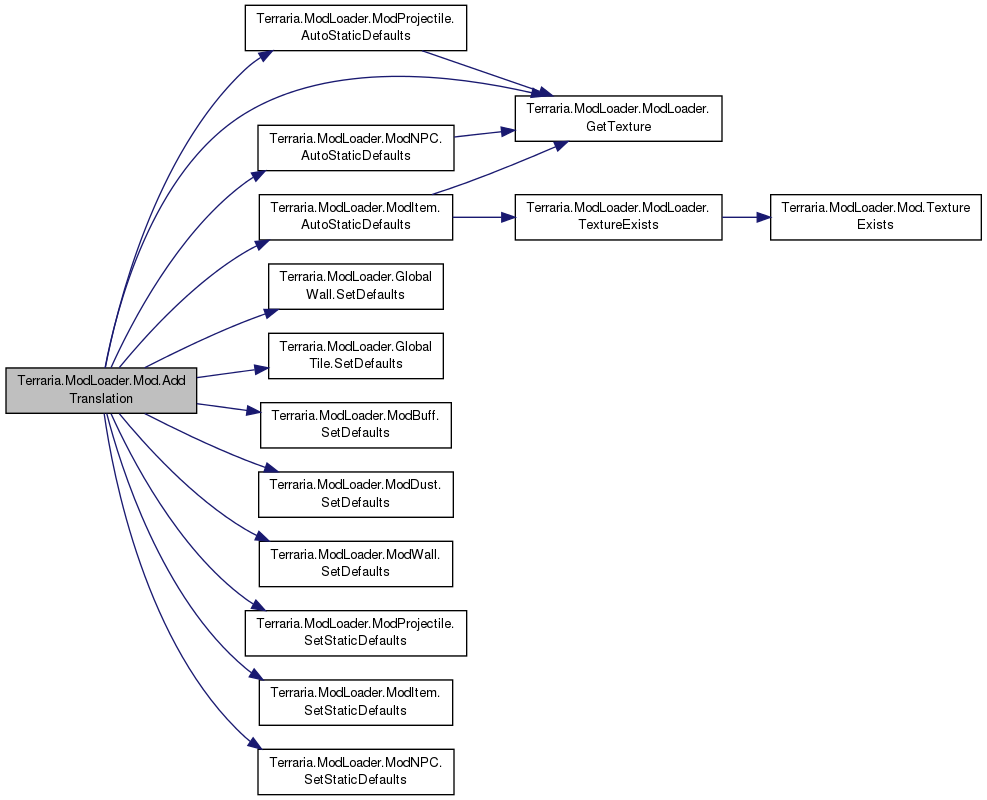 Terraria.ModLoader.ModProjectile.
AutoStaticDefaults
Terraria.ModLoader.ModLoader.
GetTexture
Terraria.ModLoader.ModNPC.
AutoStaticDefaults
Terraria.ModLoader.ModItem.
AutoStaticDefaults
Terraria.ModLoader.ModLoader.
TextureExists
Terraria.ModLoader.Mod.Texture
Exists
Terraria.ModLoader.Global
Wall.SetDefaults
Terraria.ModLoader.Global
Tile.SetDefaults
Terraria.ModLoader.Mod.Add
Translation
Terraria.ModLoader.ModBuff.
SetDefaults
Terraria.ModLoader.ModDust.
SetDefaults
Terraria.ModLoader.ModWall.
SetDefaults
Terraria.ModLoader.ModProjectile.
SetStaticDefaults
Terraria.ModLoader.ModItem.
SetStaticDefaults
Terraria.ModLoader.ModNPC.
SetStaticDefaults